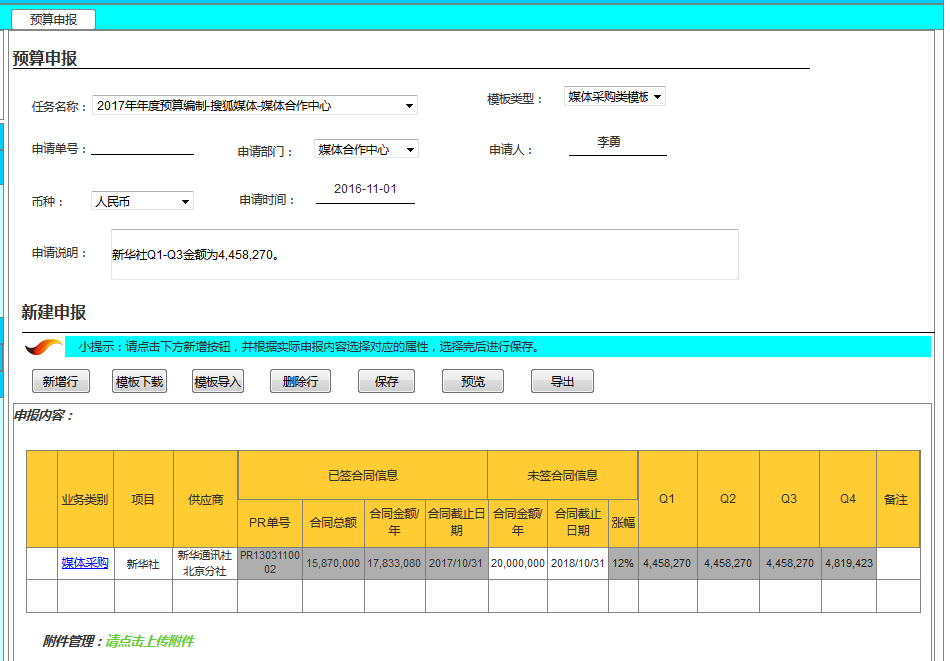 预算申报
预算申报
任务名称： 2017年年度预算编制-搜狐媒体-媒体合作中心 模板类型： 媒体采购类模板
申请单号： 申请部门： 媒体合作中心 申请人： 李勇
币种： 人民币 申请时间： 2016-11-01
申请说明： 新华社Q1-Q3金额为4,458,270。
新建申报
小提示：请点击下方新增按钮，并根据实际申报内容选择对应的属性，选择完后进行保存。
新增行 模板下载 模板导入 删除行 保存 预览 导出
申报内容：
业务类别 项目 供应商 已签合同信息 未签合同信息 Q1 Q2 Q3 Q4 备注
PR单号 合同总额 合同金额/年 合同截止日期 合同金额/年 合同截止日期 涨幅
媒体采购 新华社 新华通讯社北京分社 PR1303110002 15,870,000 17,833,080 2017/10/31 20,000,000 2018/10/31 12% 4,458,270 4,458,270 4,458,270 4,819,423
附件管理：请点击上传附件